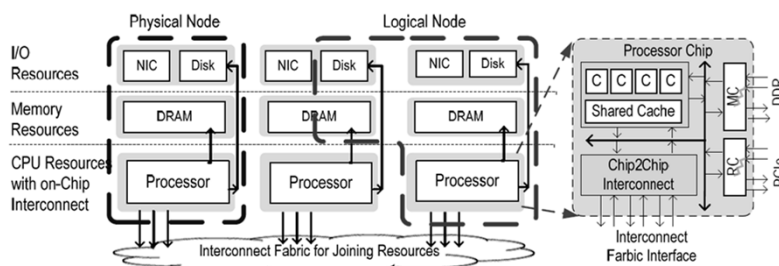 Physical Node
Logical Node
I/O
Resources
NIC
Disk
NIC
Disk
NIC
Disk
Memory
Resources
DRAM
DRAM
DRAM
CPU Resources
with on-Chip
Interconnect
Processor
Processor
Processor
Interconnect Fabric for Joining Resources
Processor Chip
C C C C
Shared Cache
Chip2Chip
Interconnect
MC
RC
DDR
PCIe
Interconnect
Farbic Interface